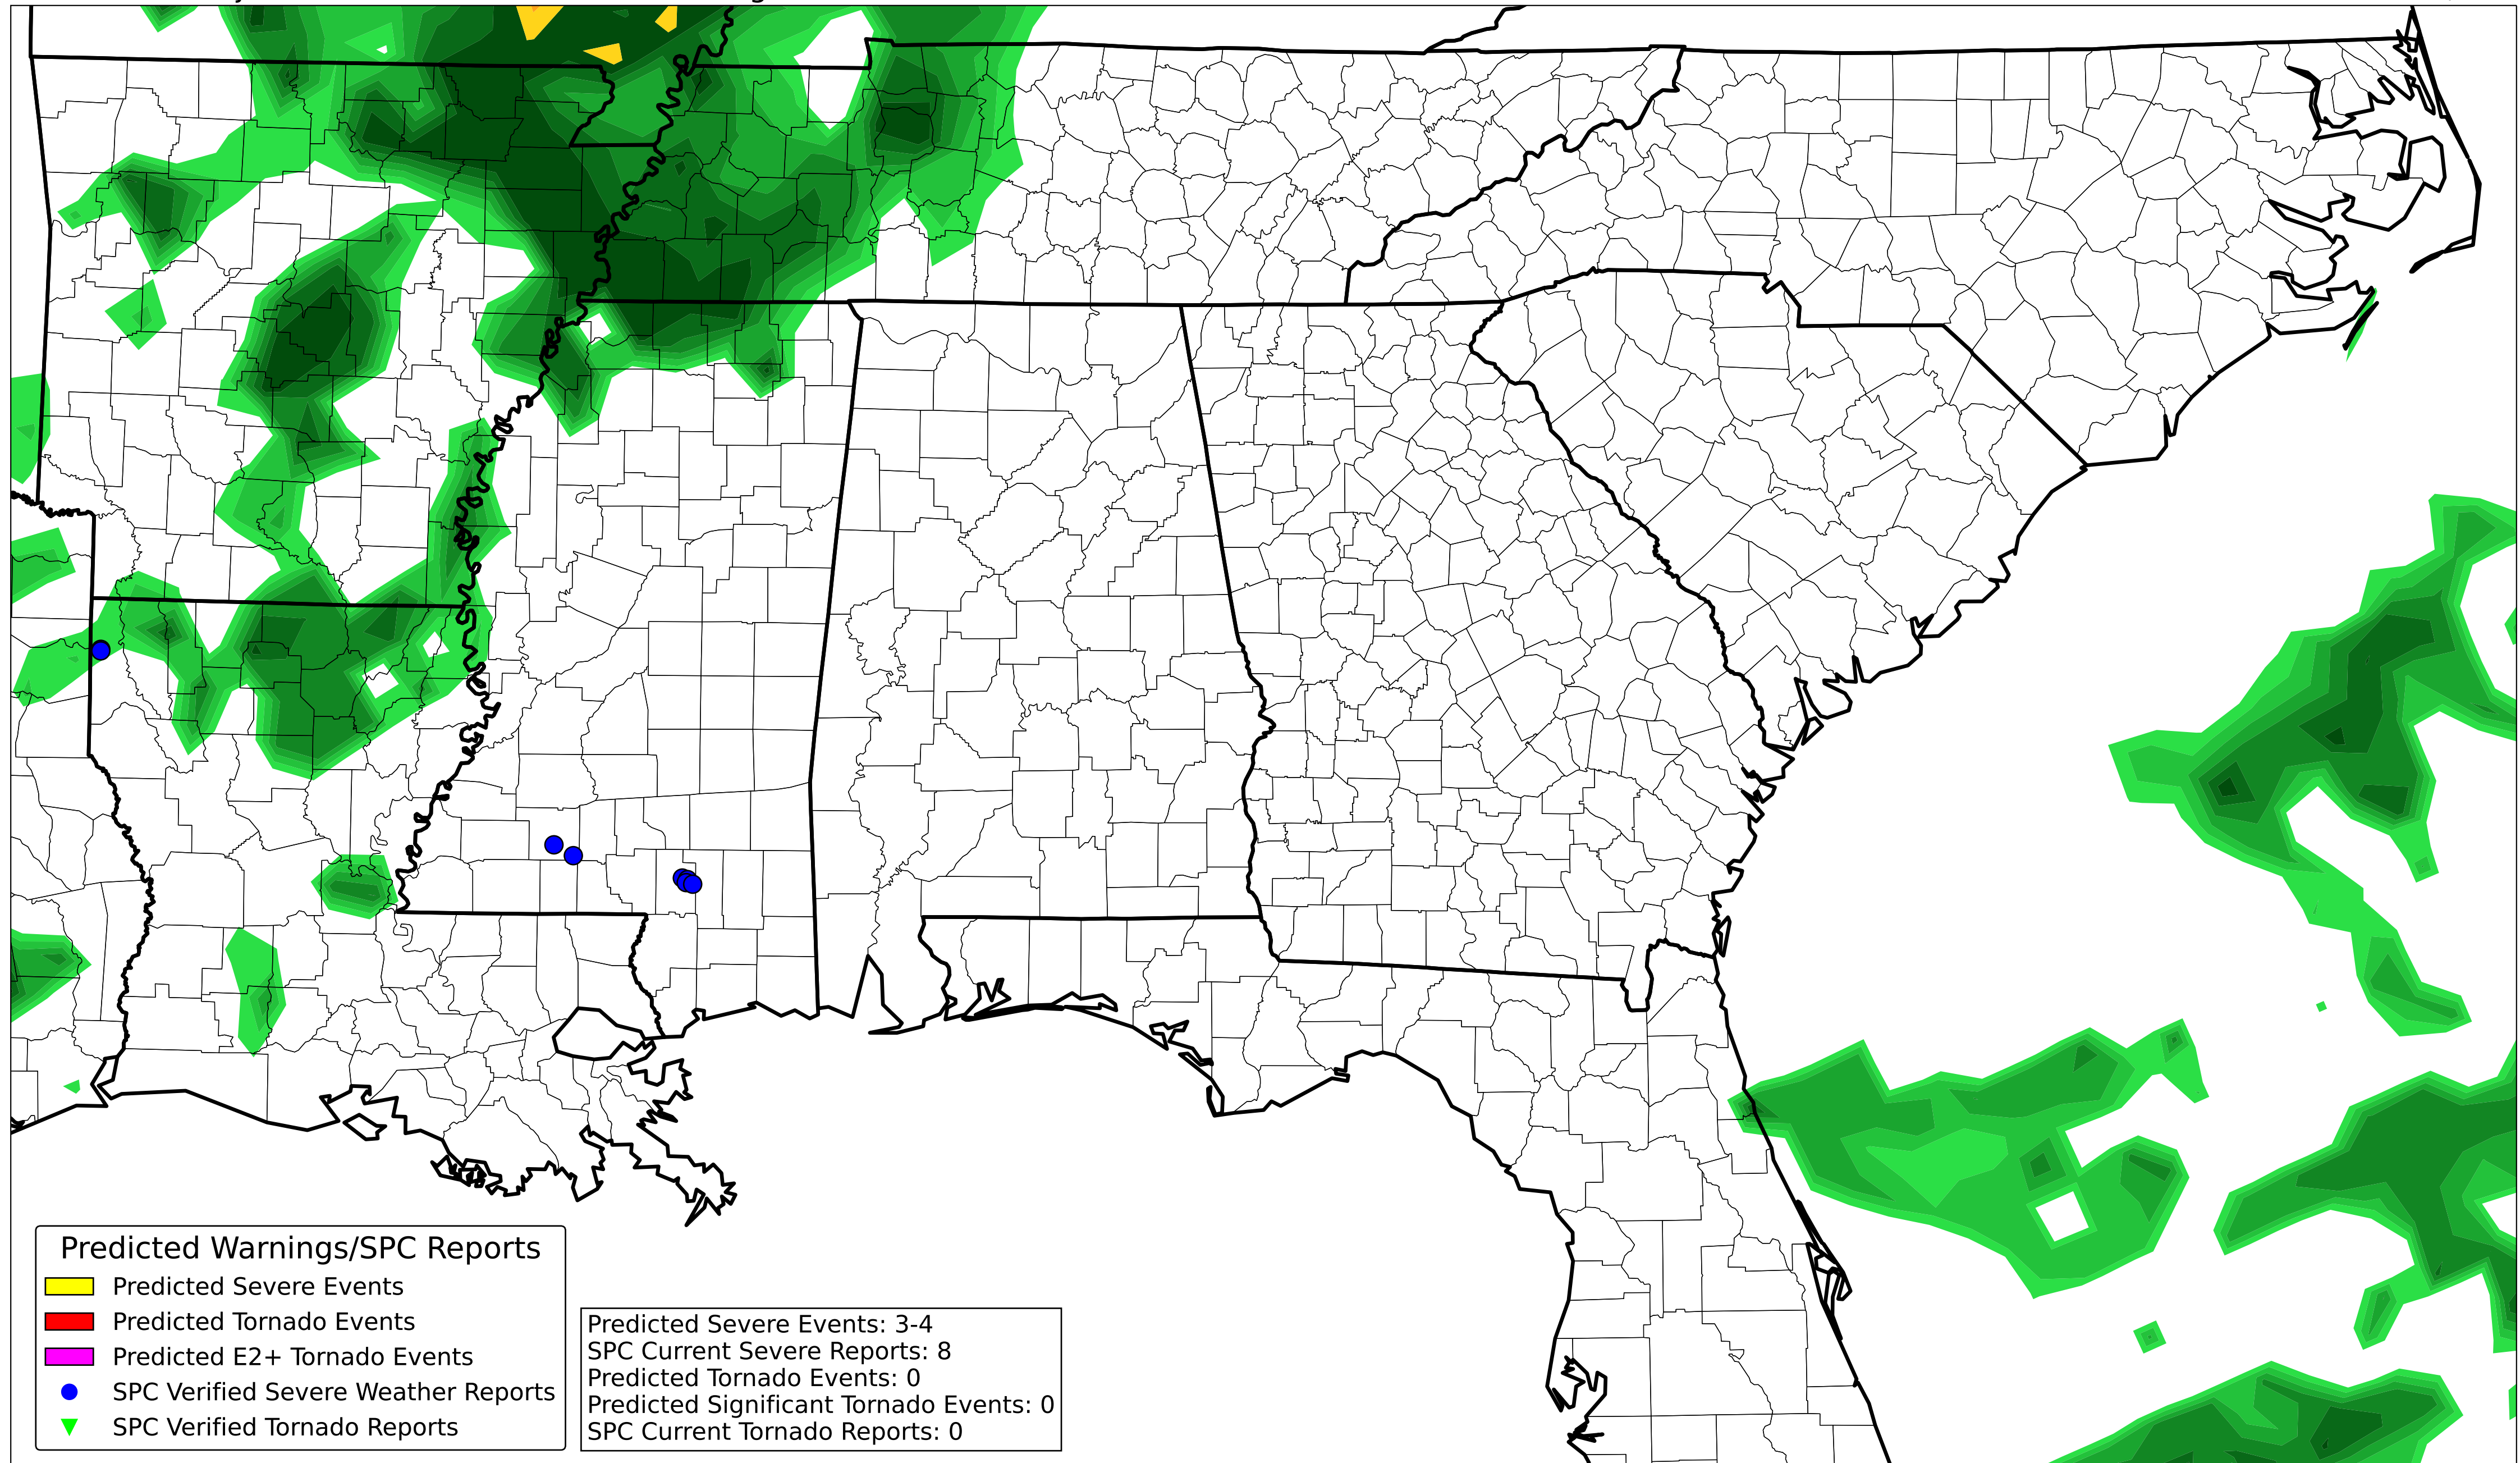 Predicted Warnings/SPC Reports
Predicted Severe Events
Predicted Tornado Events
Predicted E2+ Tornado Events
SPC Verified Severe Weather Reports
SPC Verified Tornado Reports
Predicted Severe Events: 3-4
SPC Current Severe Reports: 8
Predicted Tornado Events: 0
Predicted Significant Tornado Events: 0
SPC Current Tornado Reports: 0